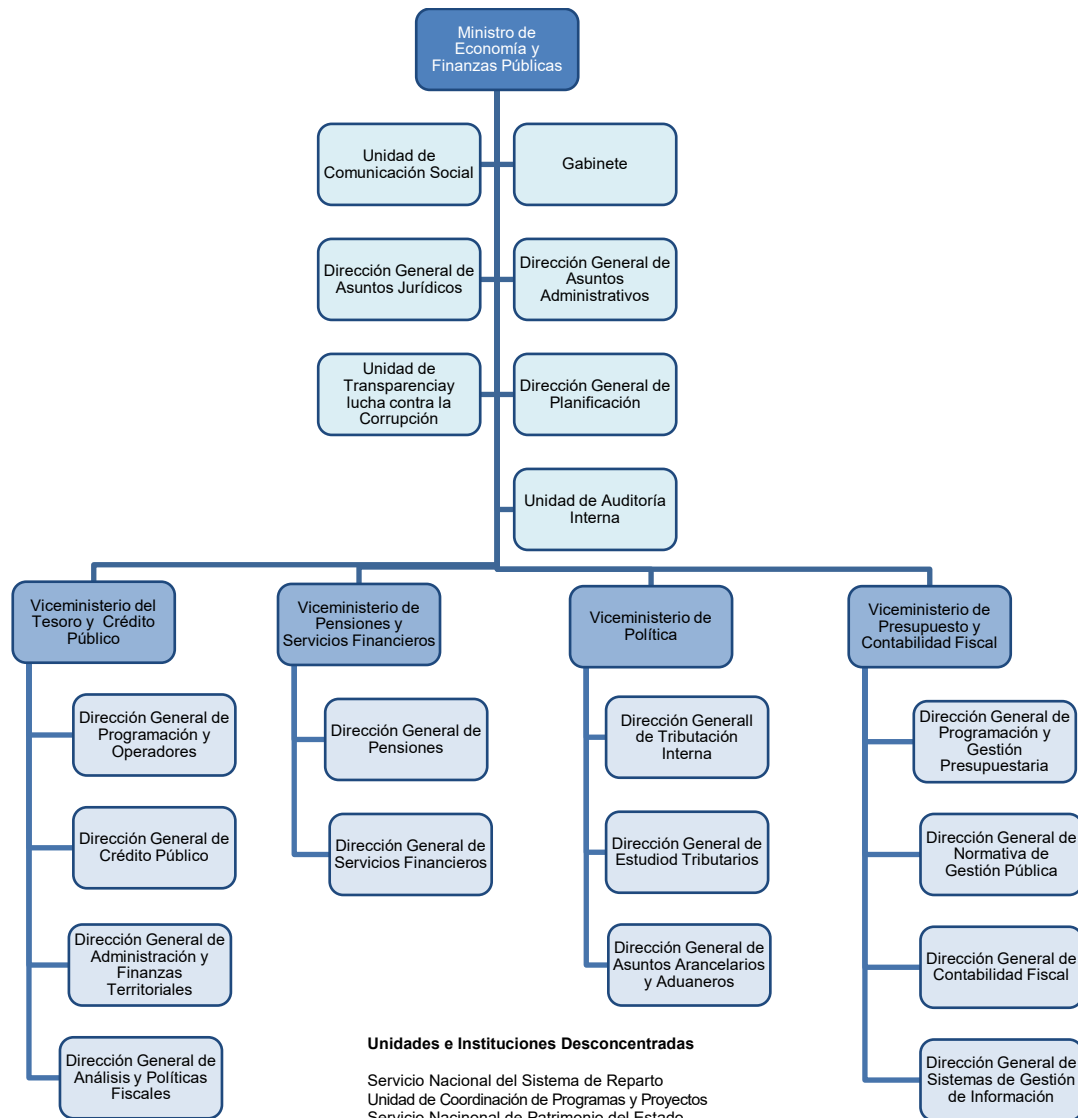 Ministro de
Economía y
Finanzas Públicas
Unidad de
Comunicación Social
Gabinete
Dirección General de
Asuntos Jurídicos
Dirección General de
Asuntos
Administrativos
Unidad de
Transparenciay
lucha contra la
Corrupción
Dirección General de
Planificación
Unidad de Auditoría
Interna
Viceministerio del
Tesoro y Crédito
Público
Viceministerio de
Pensiones y
Servicios Financieros
Viceministerio de
Política
Viceministerio de
Presupuesto y
Contabilidad Fiscal
Dirección General de
Programación y
Operadores
Dirección General de
Pensiones
Dirección Generall
de Tributación
Interna
Dirección General de
Programación y
Gestión
Presupuestaria
Dirección General de
Crédito Público
Dirección General de
Servicios Financieros
Dirección General de
Estudiod Tributarios
Dirección General de
Normativa de
Gestión Pública
Dirección General de
Administración y
Finanzas
Territoriales
Dirección General de
Asuntos Arancelarios
y Aduaneros
Dirección General de
Contabilidad Fiscal
Dirección General de
Análisis y Políticas
Fiscales
Dirección General de
Sistemas de Gestión
de Información
Unidades e Instituciones Desconcentradas
Servicio Nacional del Sistema de Reparto
Unidad de Coordinación de Programas y Proyectos
Servicio Nacinonal de Patrimonio del Estado